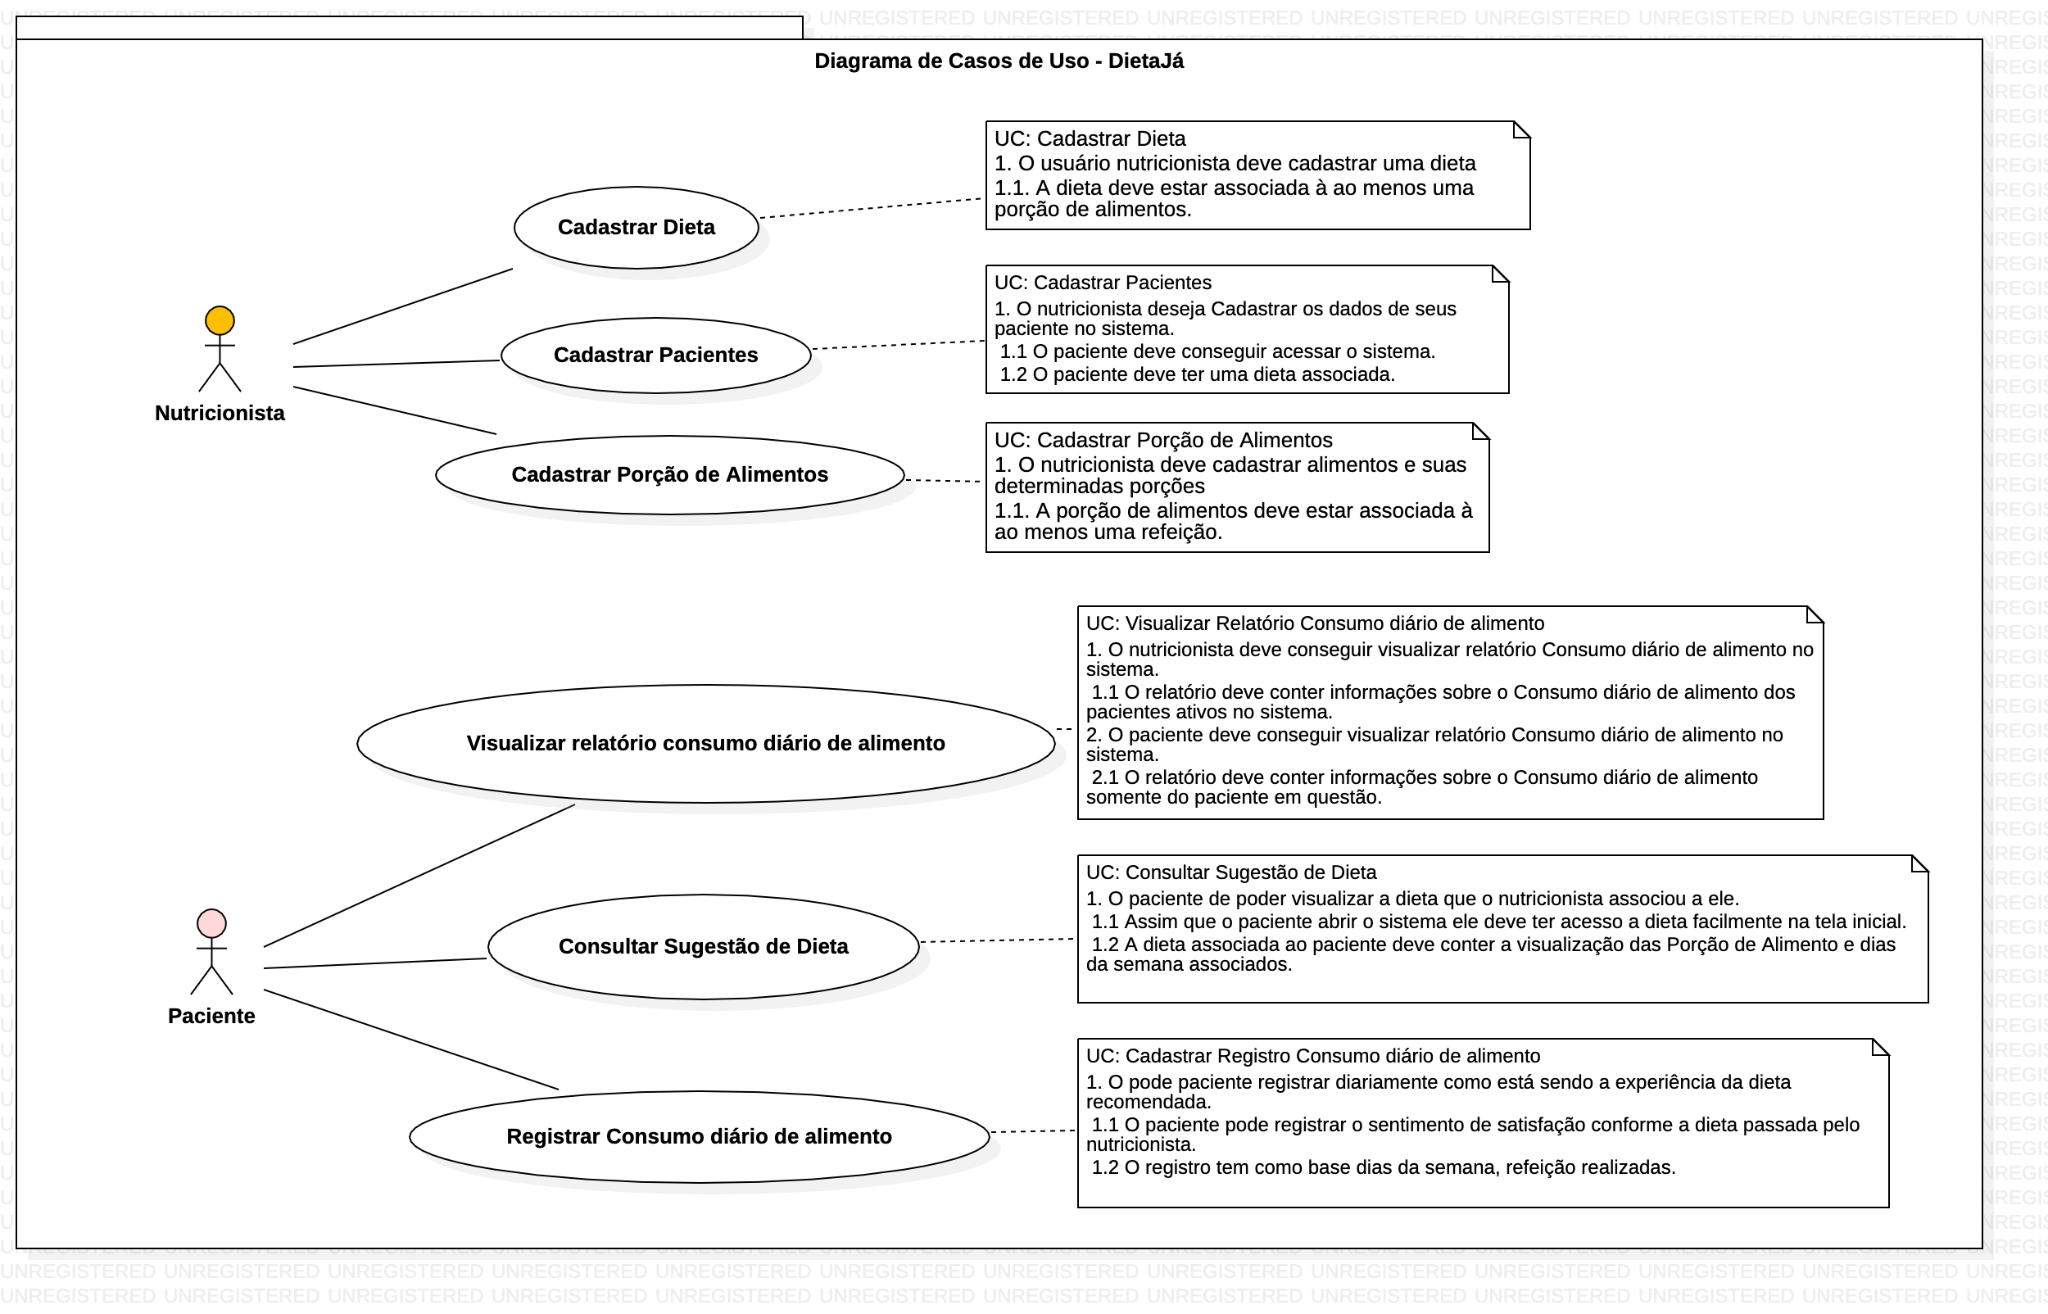 Diagrama de Casos de Uso - DietaJá
UC: Cadastrar Dieta
1. O usuário nutricionista deve cadastrar uma dieta
1.1. A dieta deve estar associada à ao menos uma
porção de alimentos.
Cadastrar Dieta
UC: Cadastrar Pacientes
1. O nutricionista deseja Cadastrar os dados de seus
paciente no sistema.
1.1 O paciente deve conseguir acessar o sistema.
1.2 O paciente deve ter uma dieta associada.
Cadastrar Pacientes
Nutricionista
UC: Cadastrar Porção de Alimentos
1. O nutricionista deve cadastrar alimentos e suas
determinadas porções
1.1. A porção de alimentos deve estar associada à
ao menos uma refeição.
Cadastrar Porção de Alimentos
UC: Visualizar Relatório Consumo diário de alimento
1. O nutricionista deve conseguir visualizar relatório Consumo diário de alimento no
sistema.
1.1 O relatório deve conter informações sobre o Consumo diário de alimento dos
pacientes ativos no sistema.
2. O paciente deve conseguir visualizar relatório Consumo diário de alimento no
sistema.
2.1 O relatório deve conter informações sobre o Consumo diário de alimento
somente do paciente em questão.
Visualizar relatório consumo diário de alimento
UC: Consultar Sugestão de Dieta
1. O paciente de poder visualizar a dieta que o nutricionista associou a ele.
1.1 Assim que o paciente abrir o sistema ele deve ter acesso a dieta facilmente na tela inicial.
1.2 A dieta associada ao paciente deve conter a visualização das Porção de Alimento e dias
da semana associados.
Consultar Sugestão de Dieta
Paciente
UC: Cadastrar Registro Consumo diário de alimento
1. O pode paciente registrar diariamente como está sendo a experiência da dieta
recomendada.
1.1 O paciente pode registrar o sentimento de satisfação conforme a dieta passada pelo
nutricionista.
1.2 O registro tem como base dias da semana, refeição realizadas.
Registrar Consumo diário de alimento
UNREGISTERED UNREGISTERED UNREGISTERED UNREGISTERED UNREGISTERED UNREGISTERED UNREGISTERED UNREGISTERED UNREGISTERED UNREGISTERED UNREGISTERED UNREGISTERED